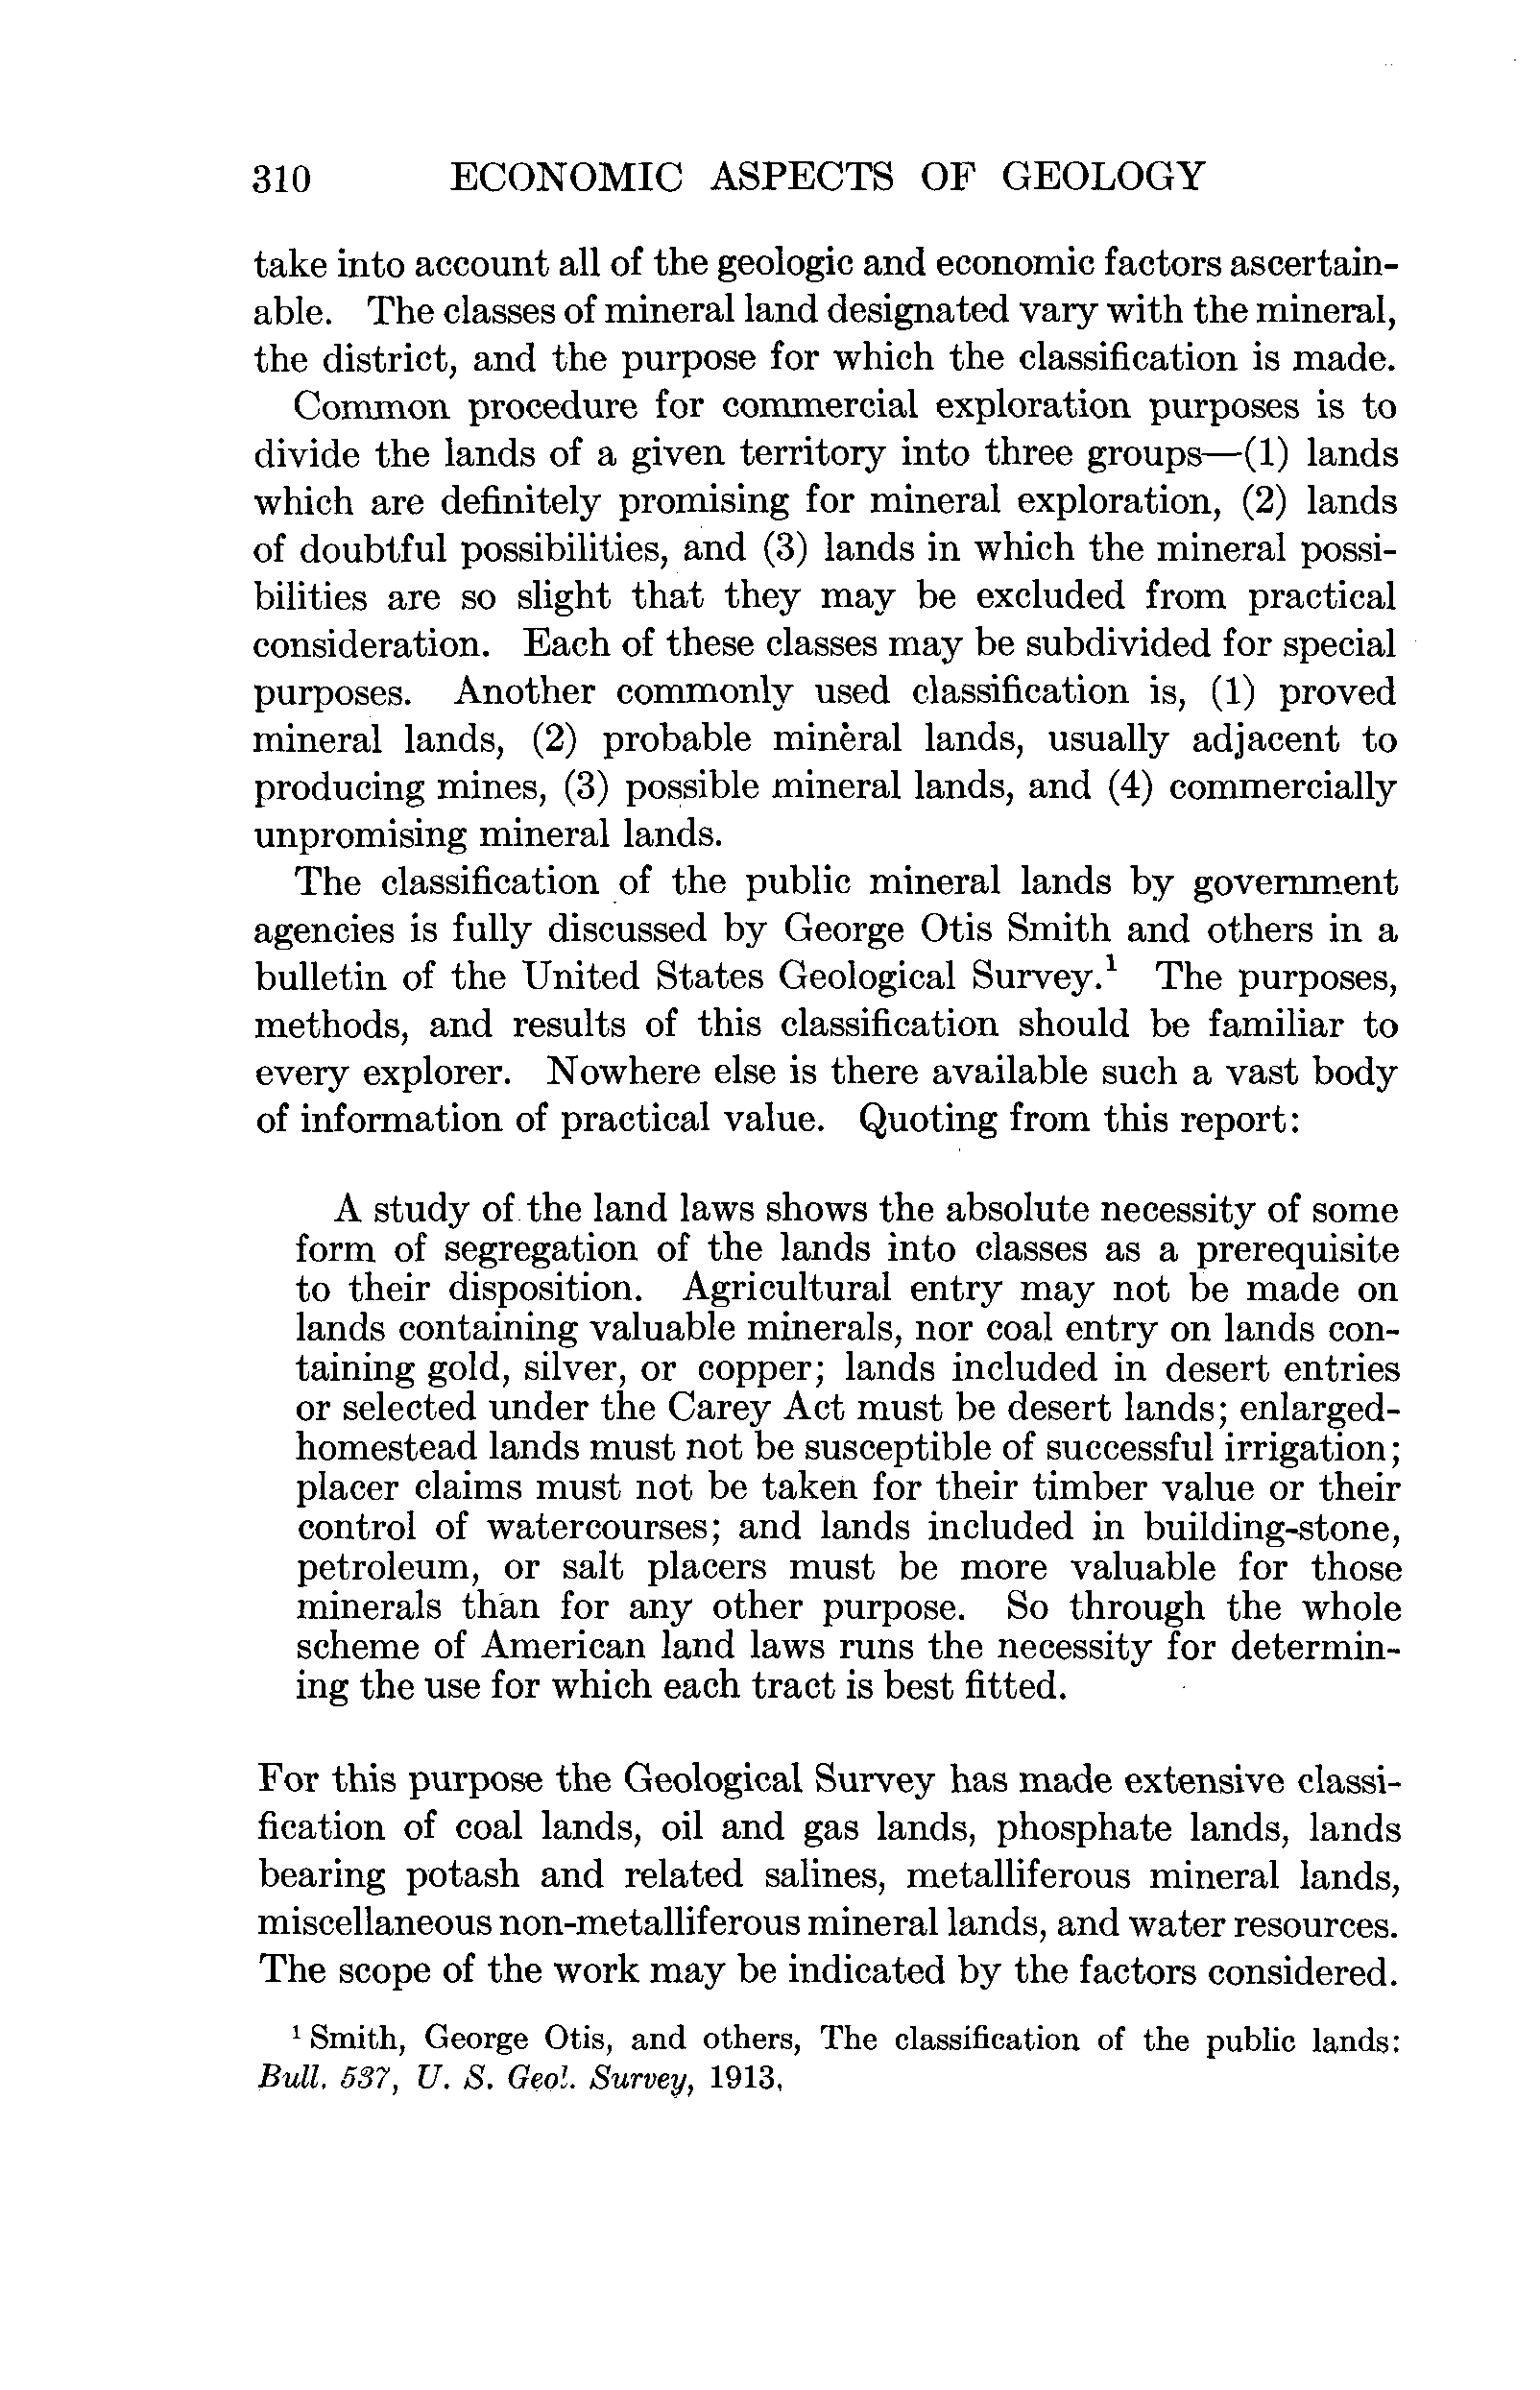 310 ECONOMIC ASPECTS OF GEOLOGY
take into account all of the geologic and economic factors ascertain-
able. The classes of mineral land designated vary with the mineral,
the district, and the purpose for which the classification is made.
Common procedure for commercial exploration purposes is to
divide the lands of a given territory into three groups—(1) lands
which are definitely promising for mineral exploration, (2) lands
of doubtful possibilities, and (3) lands in which the mineral possi-
bilities are so slight that they may be excluded from practical
consideration. Each of these classes may be subdivided for special
purposes. Another commonly used classification is, (1) proved
mineral lands, (2) probable mineral lands, usually adjacent to
producing mines, (3) possible mineral lands, and (4) commercially
unpromising mineral lands.
The classification of the public mineral lands by government
agencies is fully discussed by George Otis Smith and others in a
bulletin of the United States Geological Survey.¹ The purposes,
methods, and results of this classification should be familiar to
every explorer. Nowhere else is there available such a vast body
of information of practical value. Quoting from this report:
A study of the land laws shows the absolute necessity of some
form of segregation of the lands into classes as a prerequisite
to their disposition. Agricultural entry may not be made on
lands containing valuable minerals, nor coal entry on lands con-
taining gold, silver, or copper; lands included in desert entries
or selected under the Carey Act must be desert lands; enlarged-
homestead lands must not be susceptible of successful irrigation;
placer claims must not be taken for their timber value or their
control of watercourses; and lands included in building-stone,
petroleum, or salt placers must be more valuable for those
minerals than for any other purpose. So through the whole
scheme of American land laws runs the necessity for determin-
ing the use for which each tract is best fitted.
For this purpose the Geological Survey has made extensive classi-
fication of coal lands, oil and gas lands, phosphate lands, lands
bearing potash and related salines, metalliferous mineral lands,
miscellaneous non-metalliferous mineral lands, and water resources.
The scope of the work may be indicated by the factors considered.
¹ Smith, George Otis, and others, The classification of the public lands:
Bull. 537, U. S. Geol. Survey, 1913.